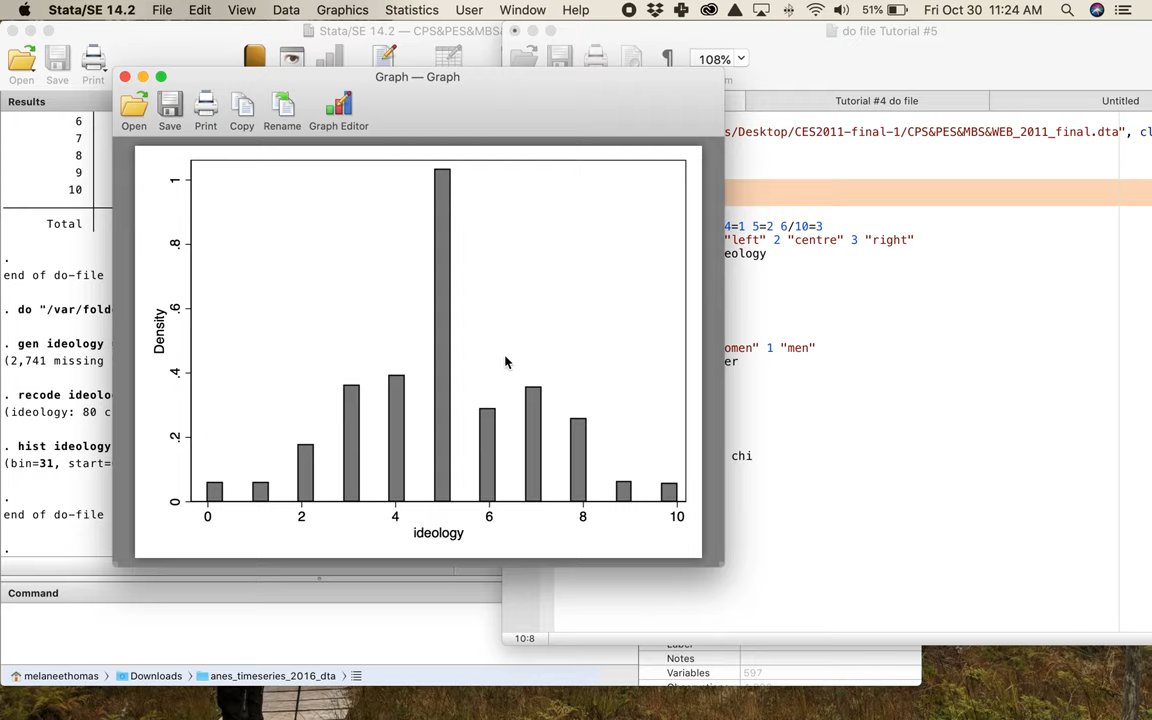 Stata/SE 14.2 File Edit View Data Graphics Statistics User Window Help 51% Fri Oct 30 11:24 AM
Stata/SE 14.2 — CPS&PES&MBS&
do file Tutorial #5
Open Save Print
108%
Graph — Graph
Open Save Print Copy Rename Graph Editor
Results
Tutorial #4 do file
Untitled
6
7
8
9
10
Total
.
end of do-file
. do "/var/fold
. gen ideology
(2,741 missing
. recode ideolo
(ideology: 80 c
. hist ideology
(bin=31, start=
.
end of do-file
.
Density
0 .2 .4 .6 .8 1
0 2 4 6 8 10
ideology
s/Desktop/CES2011-final-1/CPS&PES&MBS&WEB_2011_final.dta", cl
4=1 5=2 6/10=3
"left" 2 "centre" 3 "right"
eology
omen" 1 "men"
er
chi
Command
10:8
Label
Notes
Variables 597
melaneethomas Downloads anes_timeseries_2016_dta